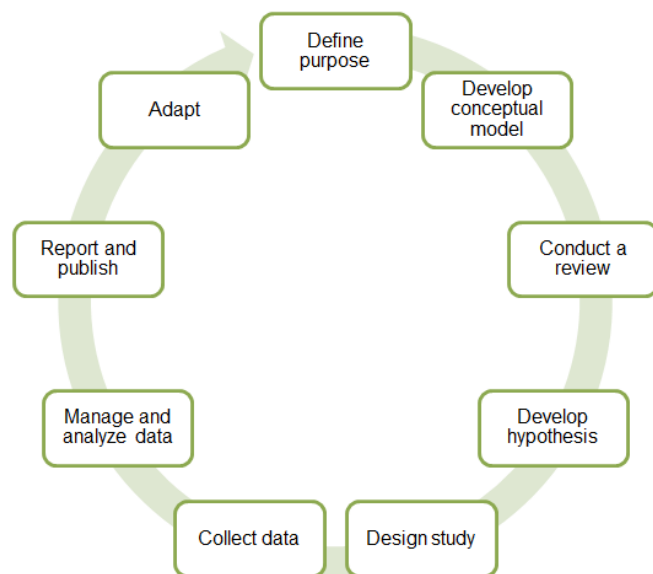 Define
purpose
Develop
conceptual
model
Conduct a
review
Develop
hypothesis
Design study
Collect data
Manage and
analyze data
Report and
publish
Adapt